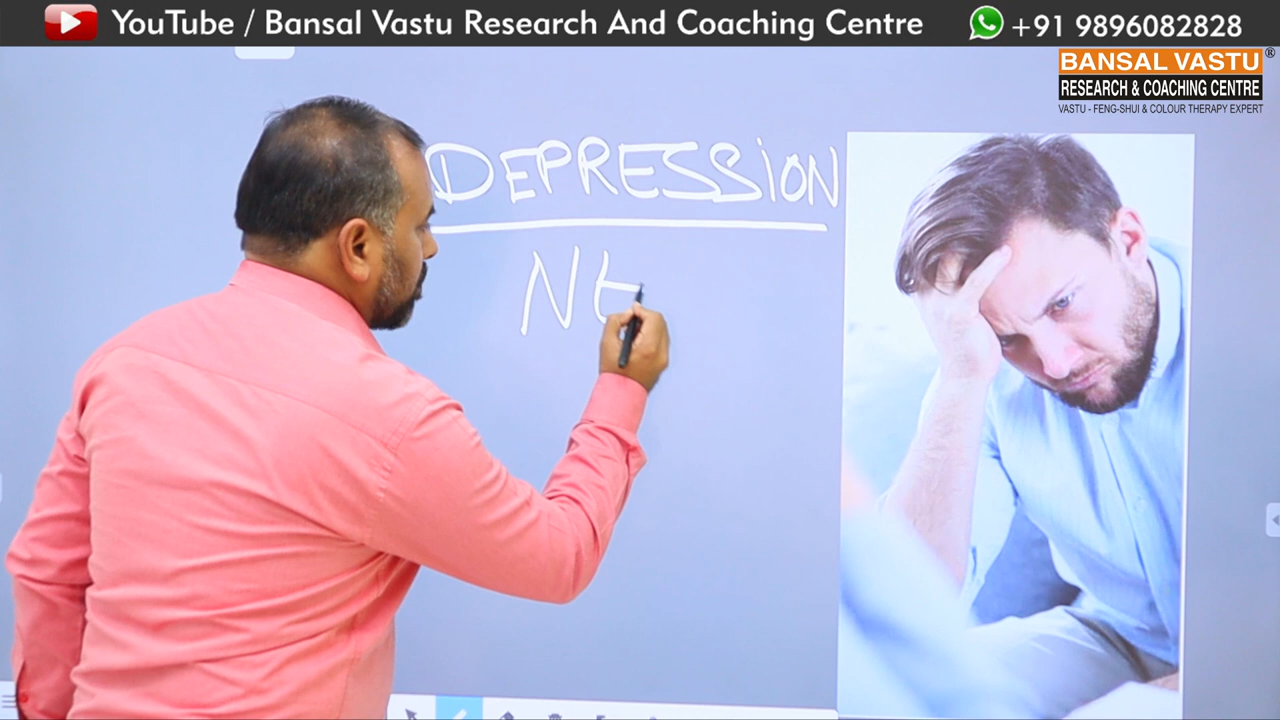 YouTube / Bansal Vastu Research And Coaching Centre +91 9896082828
BANSAL VASTU ®
RESEARCH & COACHING CENTRE
VASTU - FENG-SHUI & COLOUR THERAPY EXPERT
DEPRESSION
NE